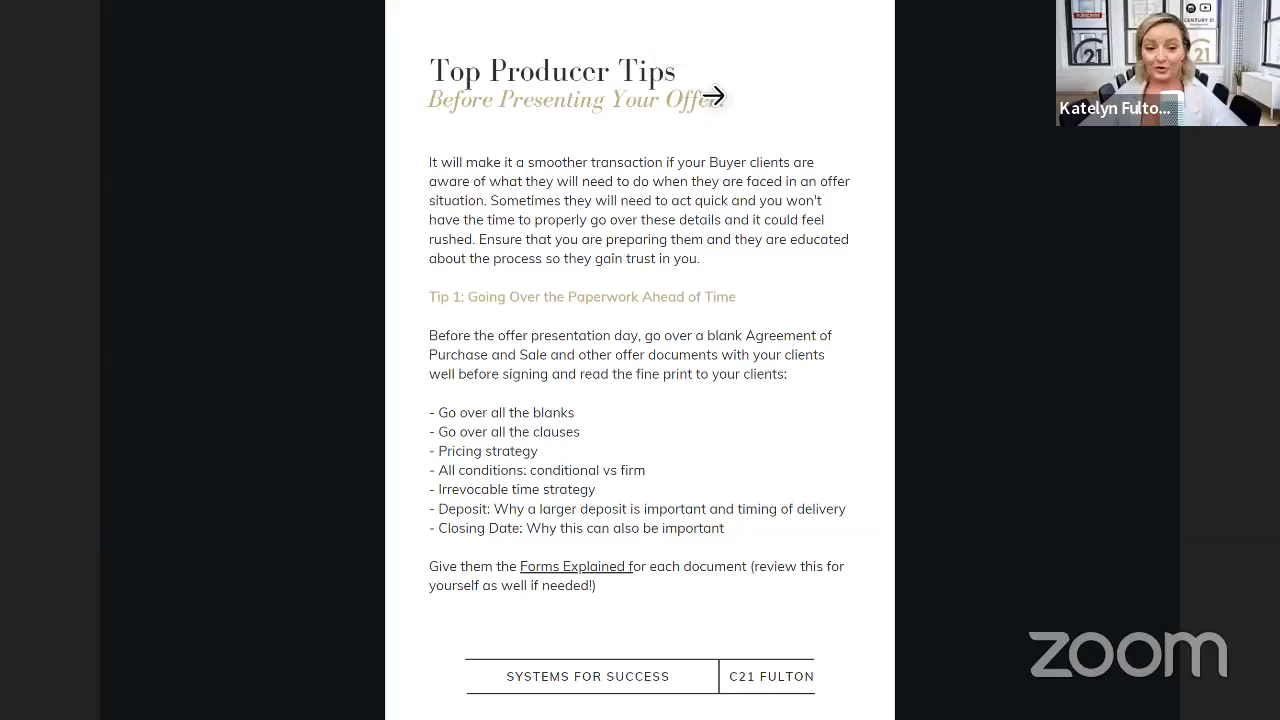 Top Producer Tips
Before Presenting Your Offer
It will make it a smoother transaction if your Buyer clients are
aware of what they will need to do when they are faced in an offer
situation. Sometimes they will need to act quick and you won't
have the time to properly go over these details and it could feel
rushed. Ensure that you are preparing them and they are educated
about the process so they gain trust in you.
Tip 1: Going Over the Paperwork Ahead of Time
Before the offer presentation day, go over a blank Agreement of
Purchase and Sale and other offer documents with your clients
well before signing and read the fine print to your clients:
- Go over all the blanks
- Go over all the clauses
- Pricing strategy
- All conditions: conditional vs firm
- Irrevocable time strategy
- Deposit: Why a larger deposit is important and timing of delivery
- Closing Date: Why this can also be important
Give them the Forms Explained for each document (review this for
yourself as well if needed!)
SYSTEMS FOR SUCCESS
C21 FULTON
CENTURY 21
21
Katelyn Fulto...
zoom